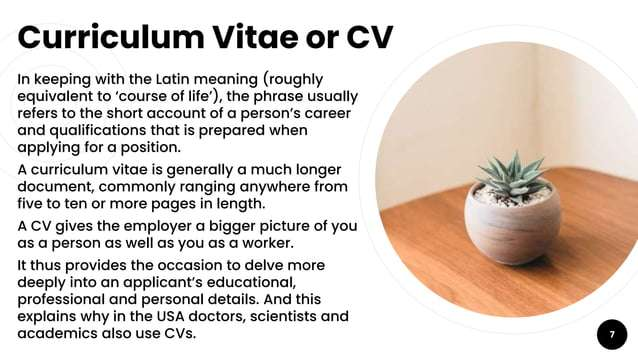 Curriculum Vitae or CV
In keeping with the Latin meaning (roughly
equivalent to ‘course of life’), the phrase usually
refers to the short account of a person’s career
and qualifications that is prepared when
applying for a position.
A curriculum vitae is generally a much longer
document, commonly ranging anywhere from
five to ten or more pages in length.
A CV gives the employer a bigger picture of you
as a person as well as you as a worker.
It thus provides the occasion to delve more
deeply into an applicant’s educational,
professional and personal details. And this
explains why in the USA doctors, scientists and
academics also use CVs.
7